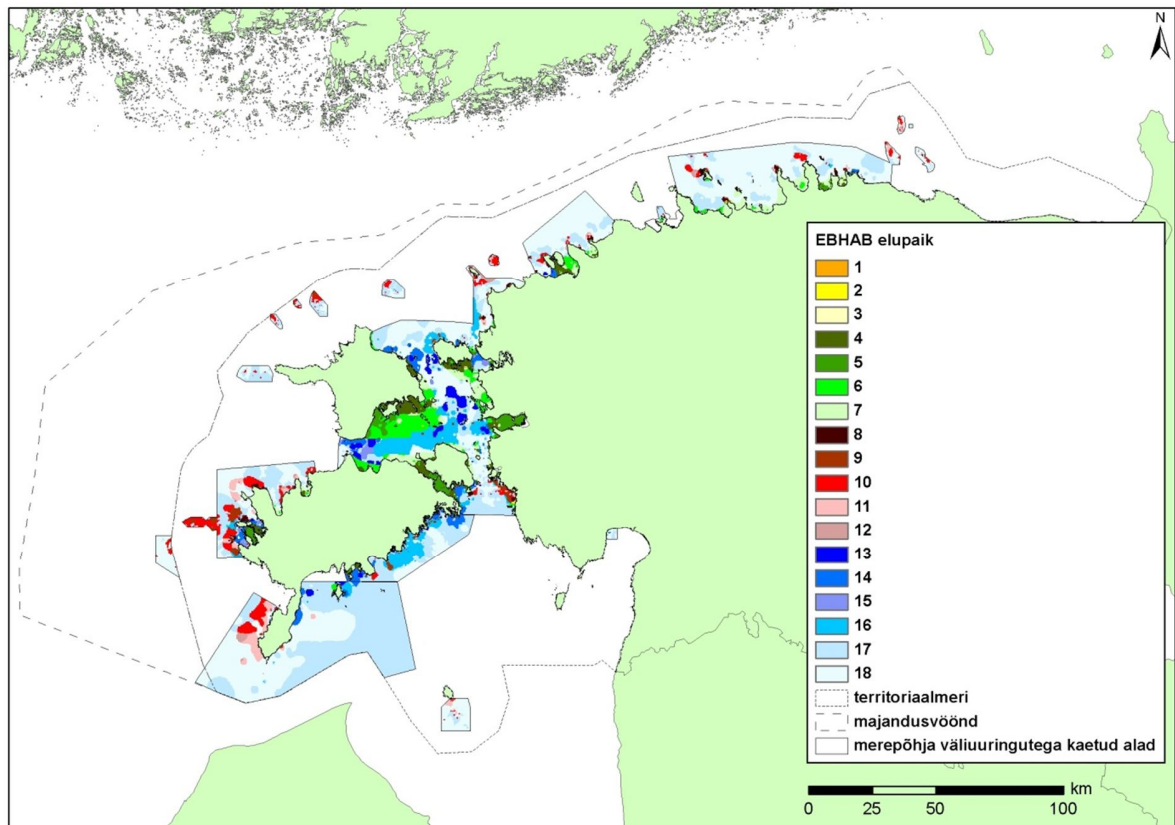 N
EBHAB elupaik
1
2
3
4
5
6
7
8
9
10
11
12
13
14
15
16
17
18
territoriaalmeri
majandusvöönd
merepõhja väliuuringutega kaetud alad
km
0 25 50 100